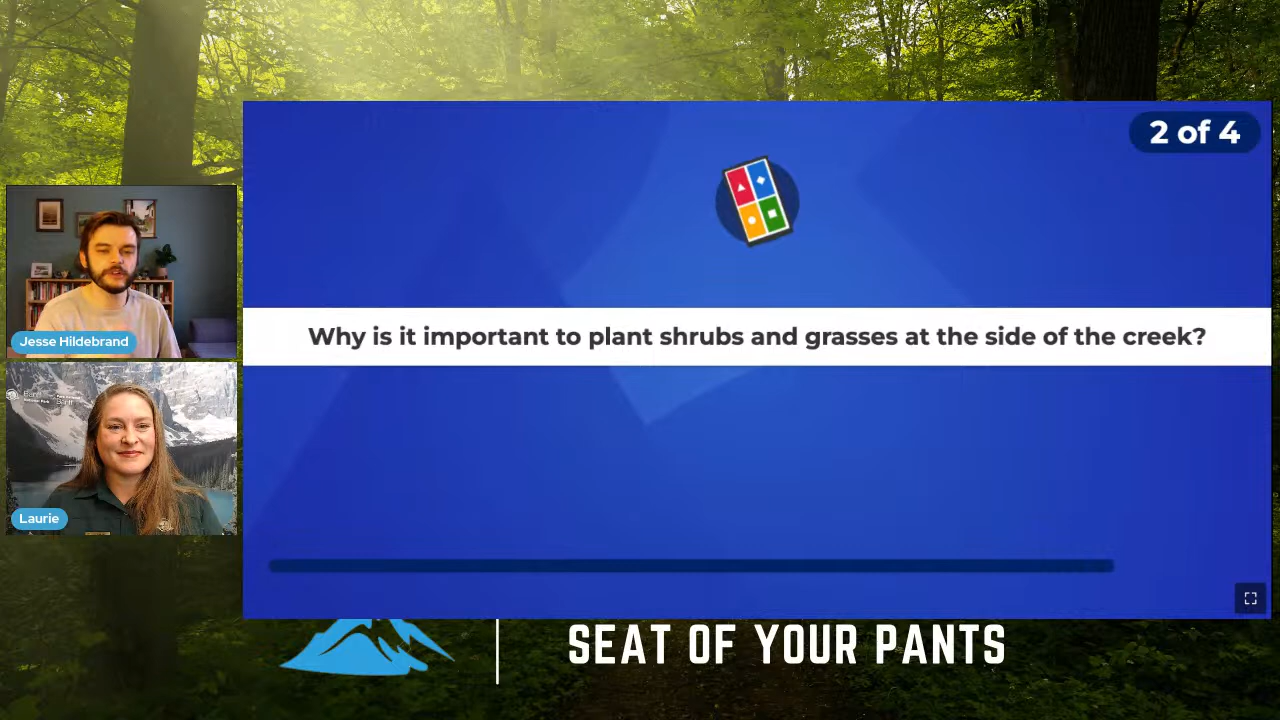 2 of 4
Why is it important to plant shrubs and grasses at the side of the creek?
Jesse Hildebrand
Laurie
SEAT OF YOUR PANTS